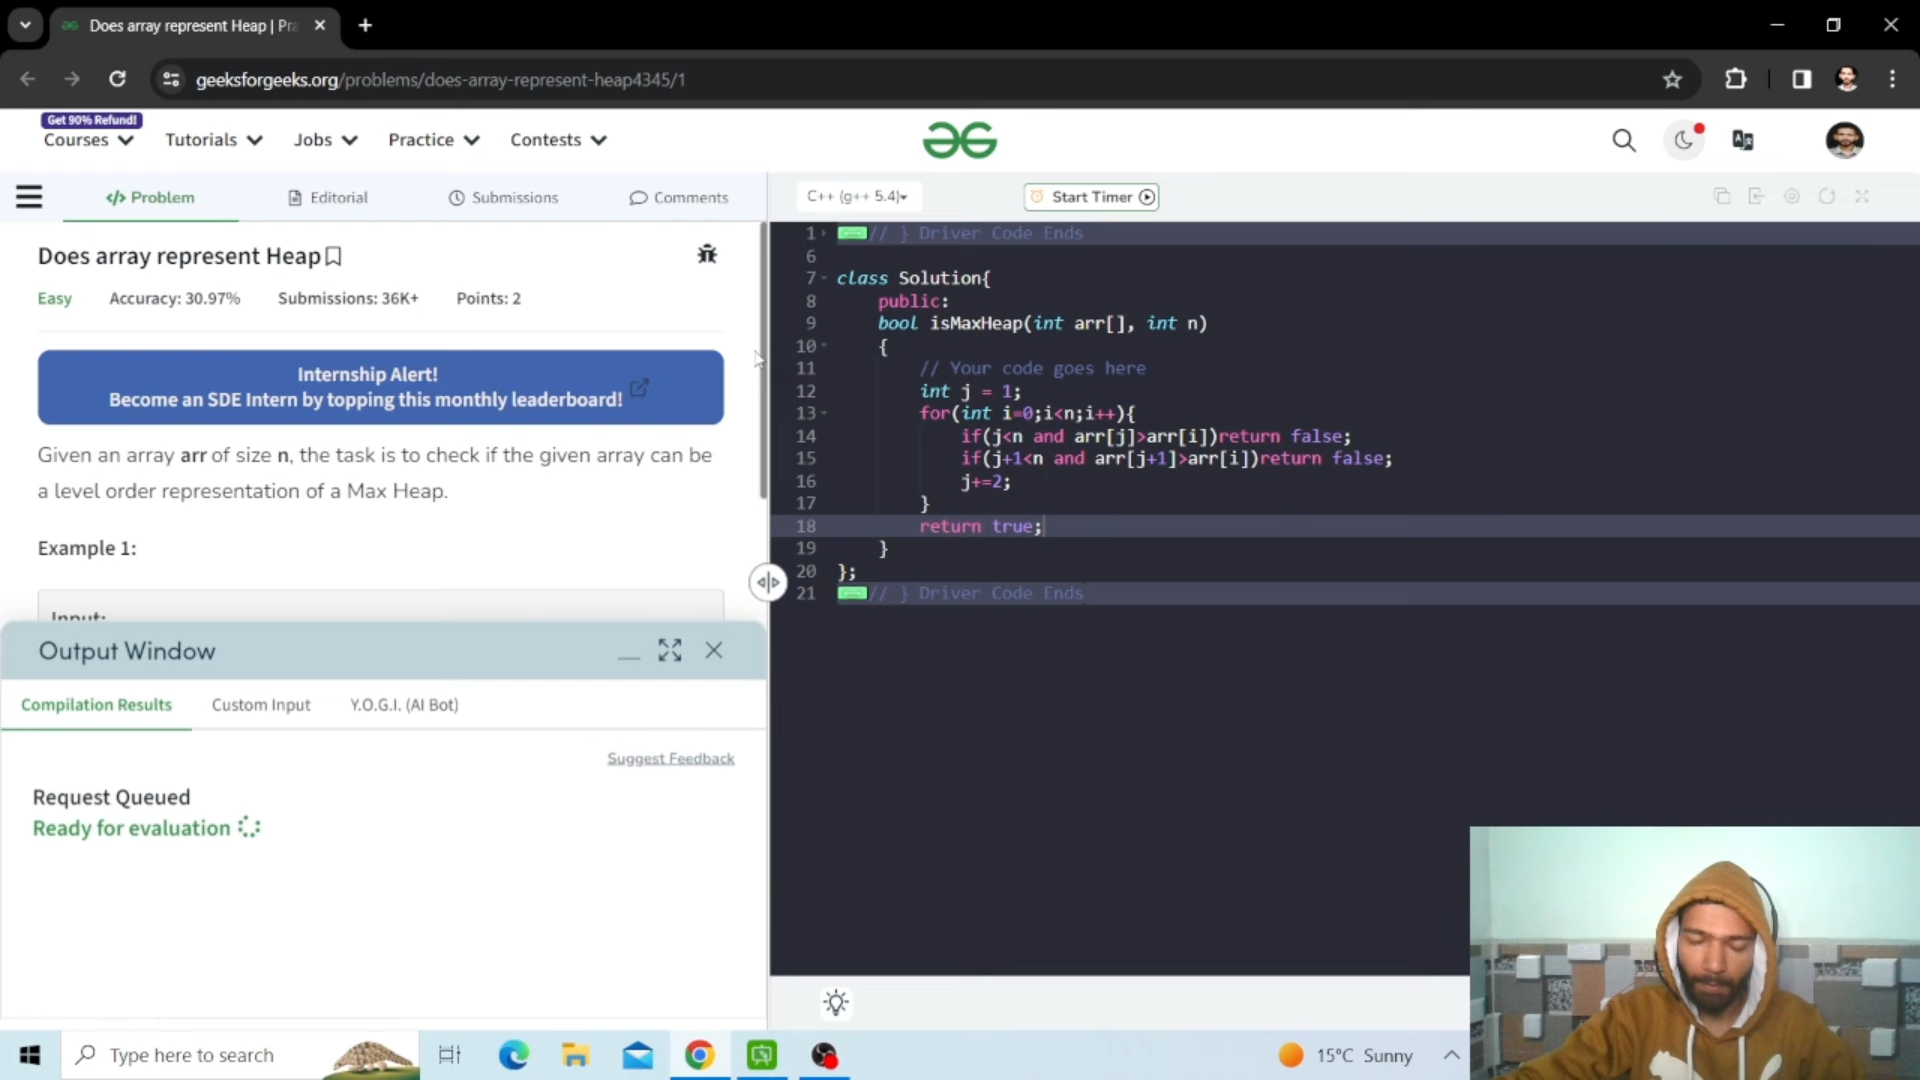 Does array represent Heap | Pra
geeksforgeeks.org/problems/does-array-represent-heap4345/1
Get 90% Refund!
Courses
Tutorials
Jobs
Practice
Contests
</> Problem
Editorial
Submissions
Comments
C++ (g++ 5.4)
Start Timer
Does array represent Heap
Easy
Accuracy: 30.97%
Submissions: 36K+
Points: 2
Internship Alert!
Become an SDE Intern by topping this monthly leaderboard!
Given an array arr of size n, the task is to check if the given array can be
a level order representation of a Max Heap.
Example 1:
Input:
Output Window
Compilation Results
Custom Input
Y.O.G.I. (AI Bot)
Suggest Feedback
Request Queued
Ready for evaluation
1 // } Driver Code Ends
6
7 class Solution{
8 public:
9 bool isMaxHeap(int arr[], int n)
10 {
11 // Your code goes here
12 int j = 1;
13 for(int i=0;i<n;i++){
14 if(j<n and arr[j]>arr[i])return false;
15 if(j+1<n and arr[j+1]>arr[i])return false;
16 j+=2;
17 }
18 return true;
19 }
20 };
21 // } Driver Code Ends
Type here to search
15°C Sunny